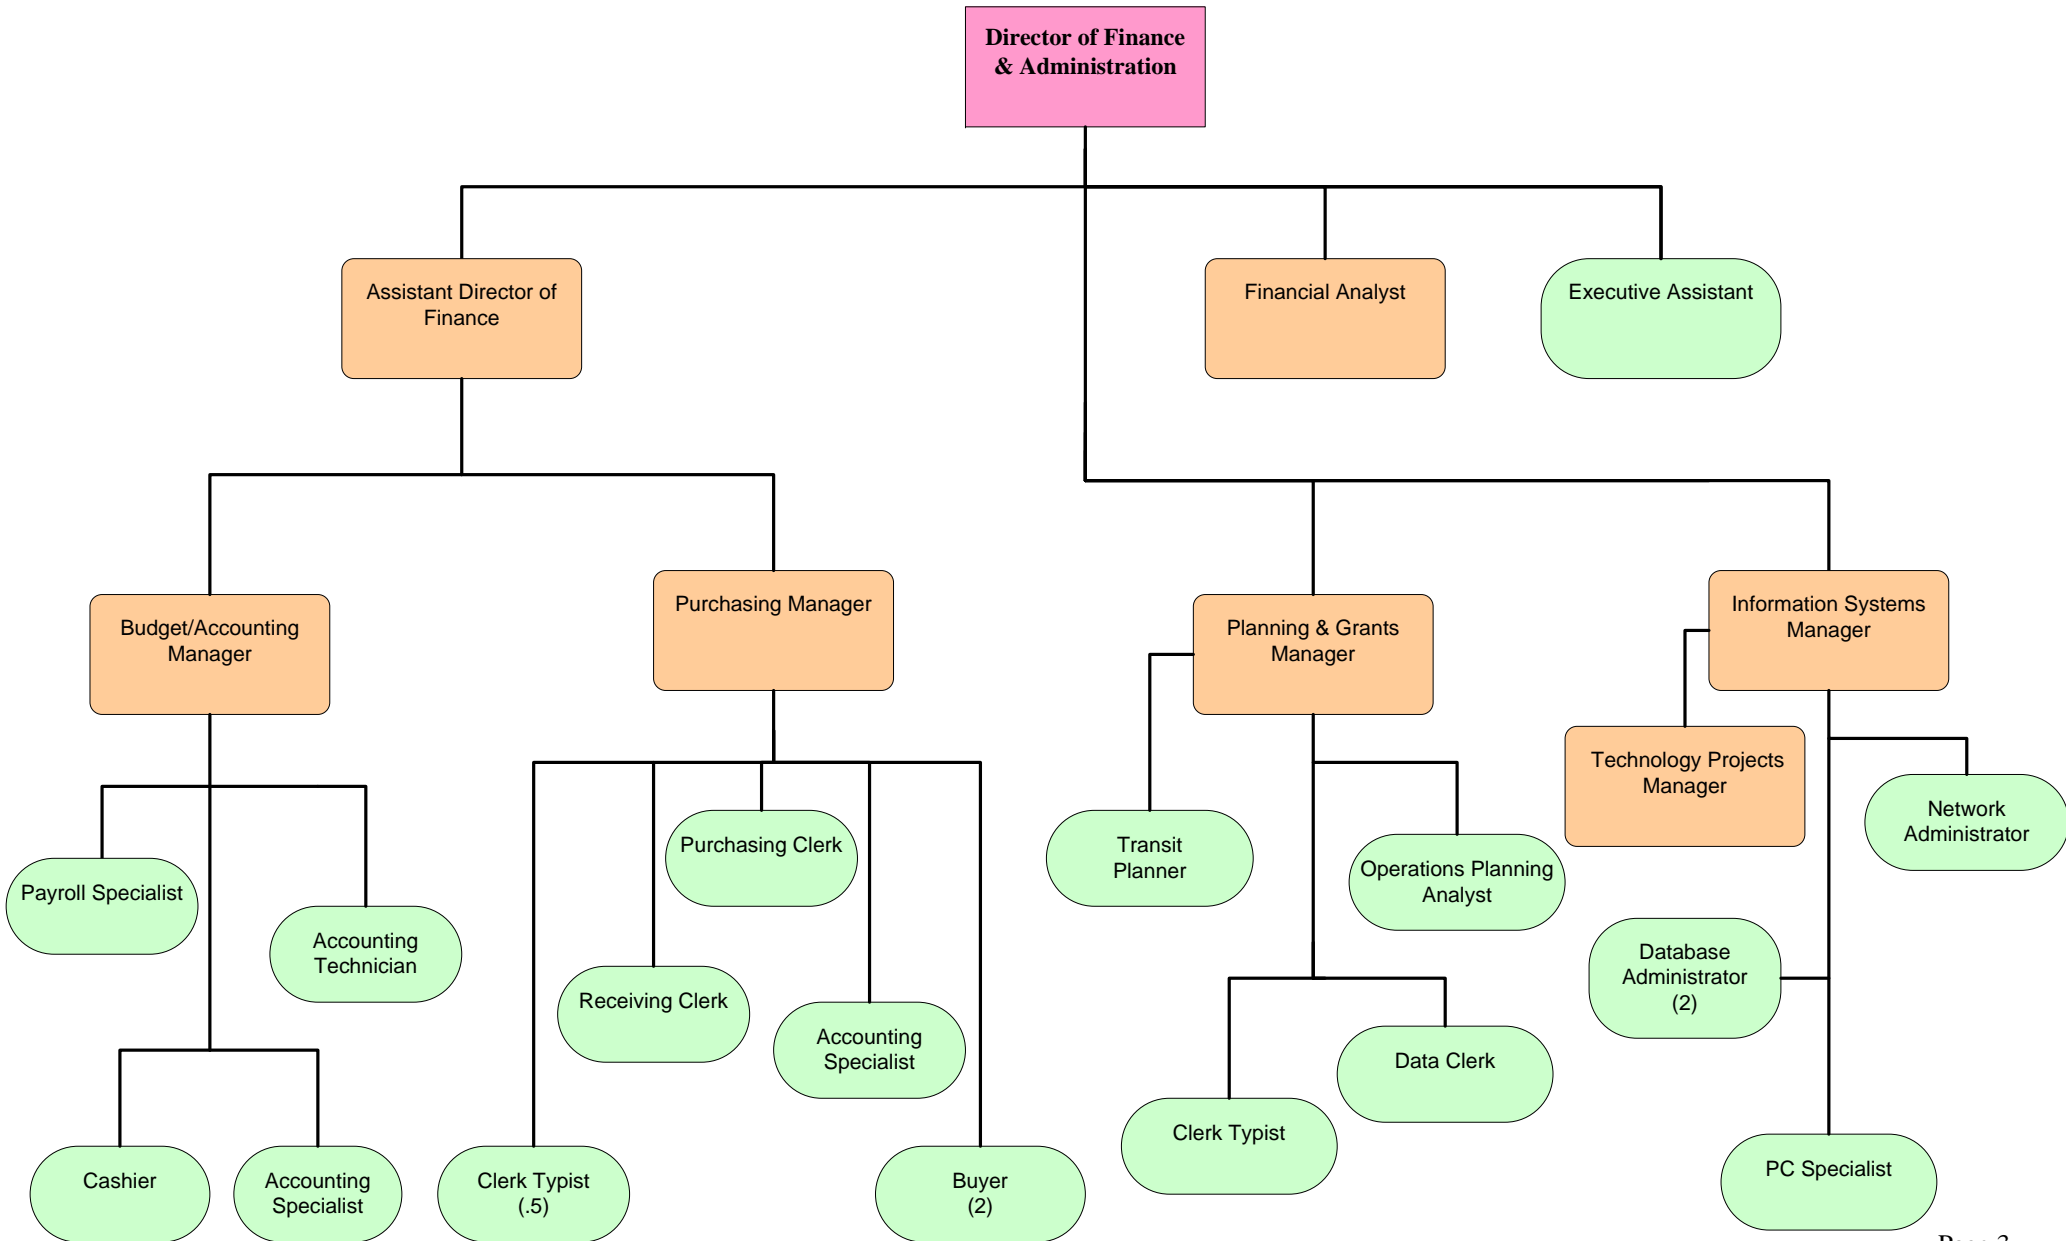 Director of Finance
& Administration
Assistant Director of
Finance
Financial Analyst
Executive Assistant
Budget/Accounting
Manager
Purchasing Manager
Planning & Grants
Manager
Information Systems
Manager
Technology Projects
Manager
Network
Administrator
Payroll Specialist
Accounting
Technician
Purchasing Clerk
Receiving Clerk
Accounting
Specialist
Transit
Planner
Operations Planning
Analyst
Database
Administrator
(2)
Data Clerk
Clerk Typist
Cashier
Accounting
Specialist
Clerk Typist
(.5)
Buyer
(2)
PC Specialist
Page 3